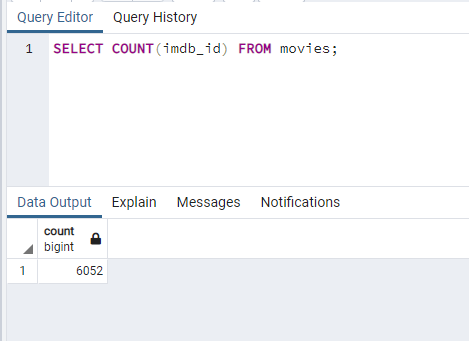 Query Editor Query History
1 SELECT COUNT(imdb_id) FROM movies;
Data Output Explain Messages Notifications
count
bigint
1 6052